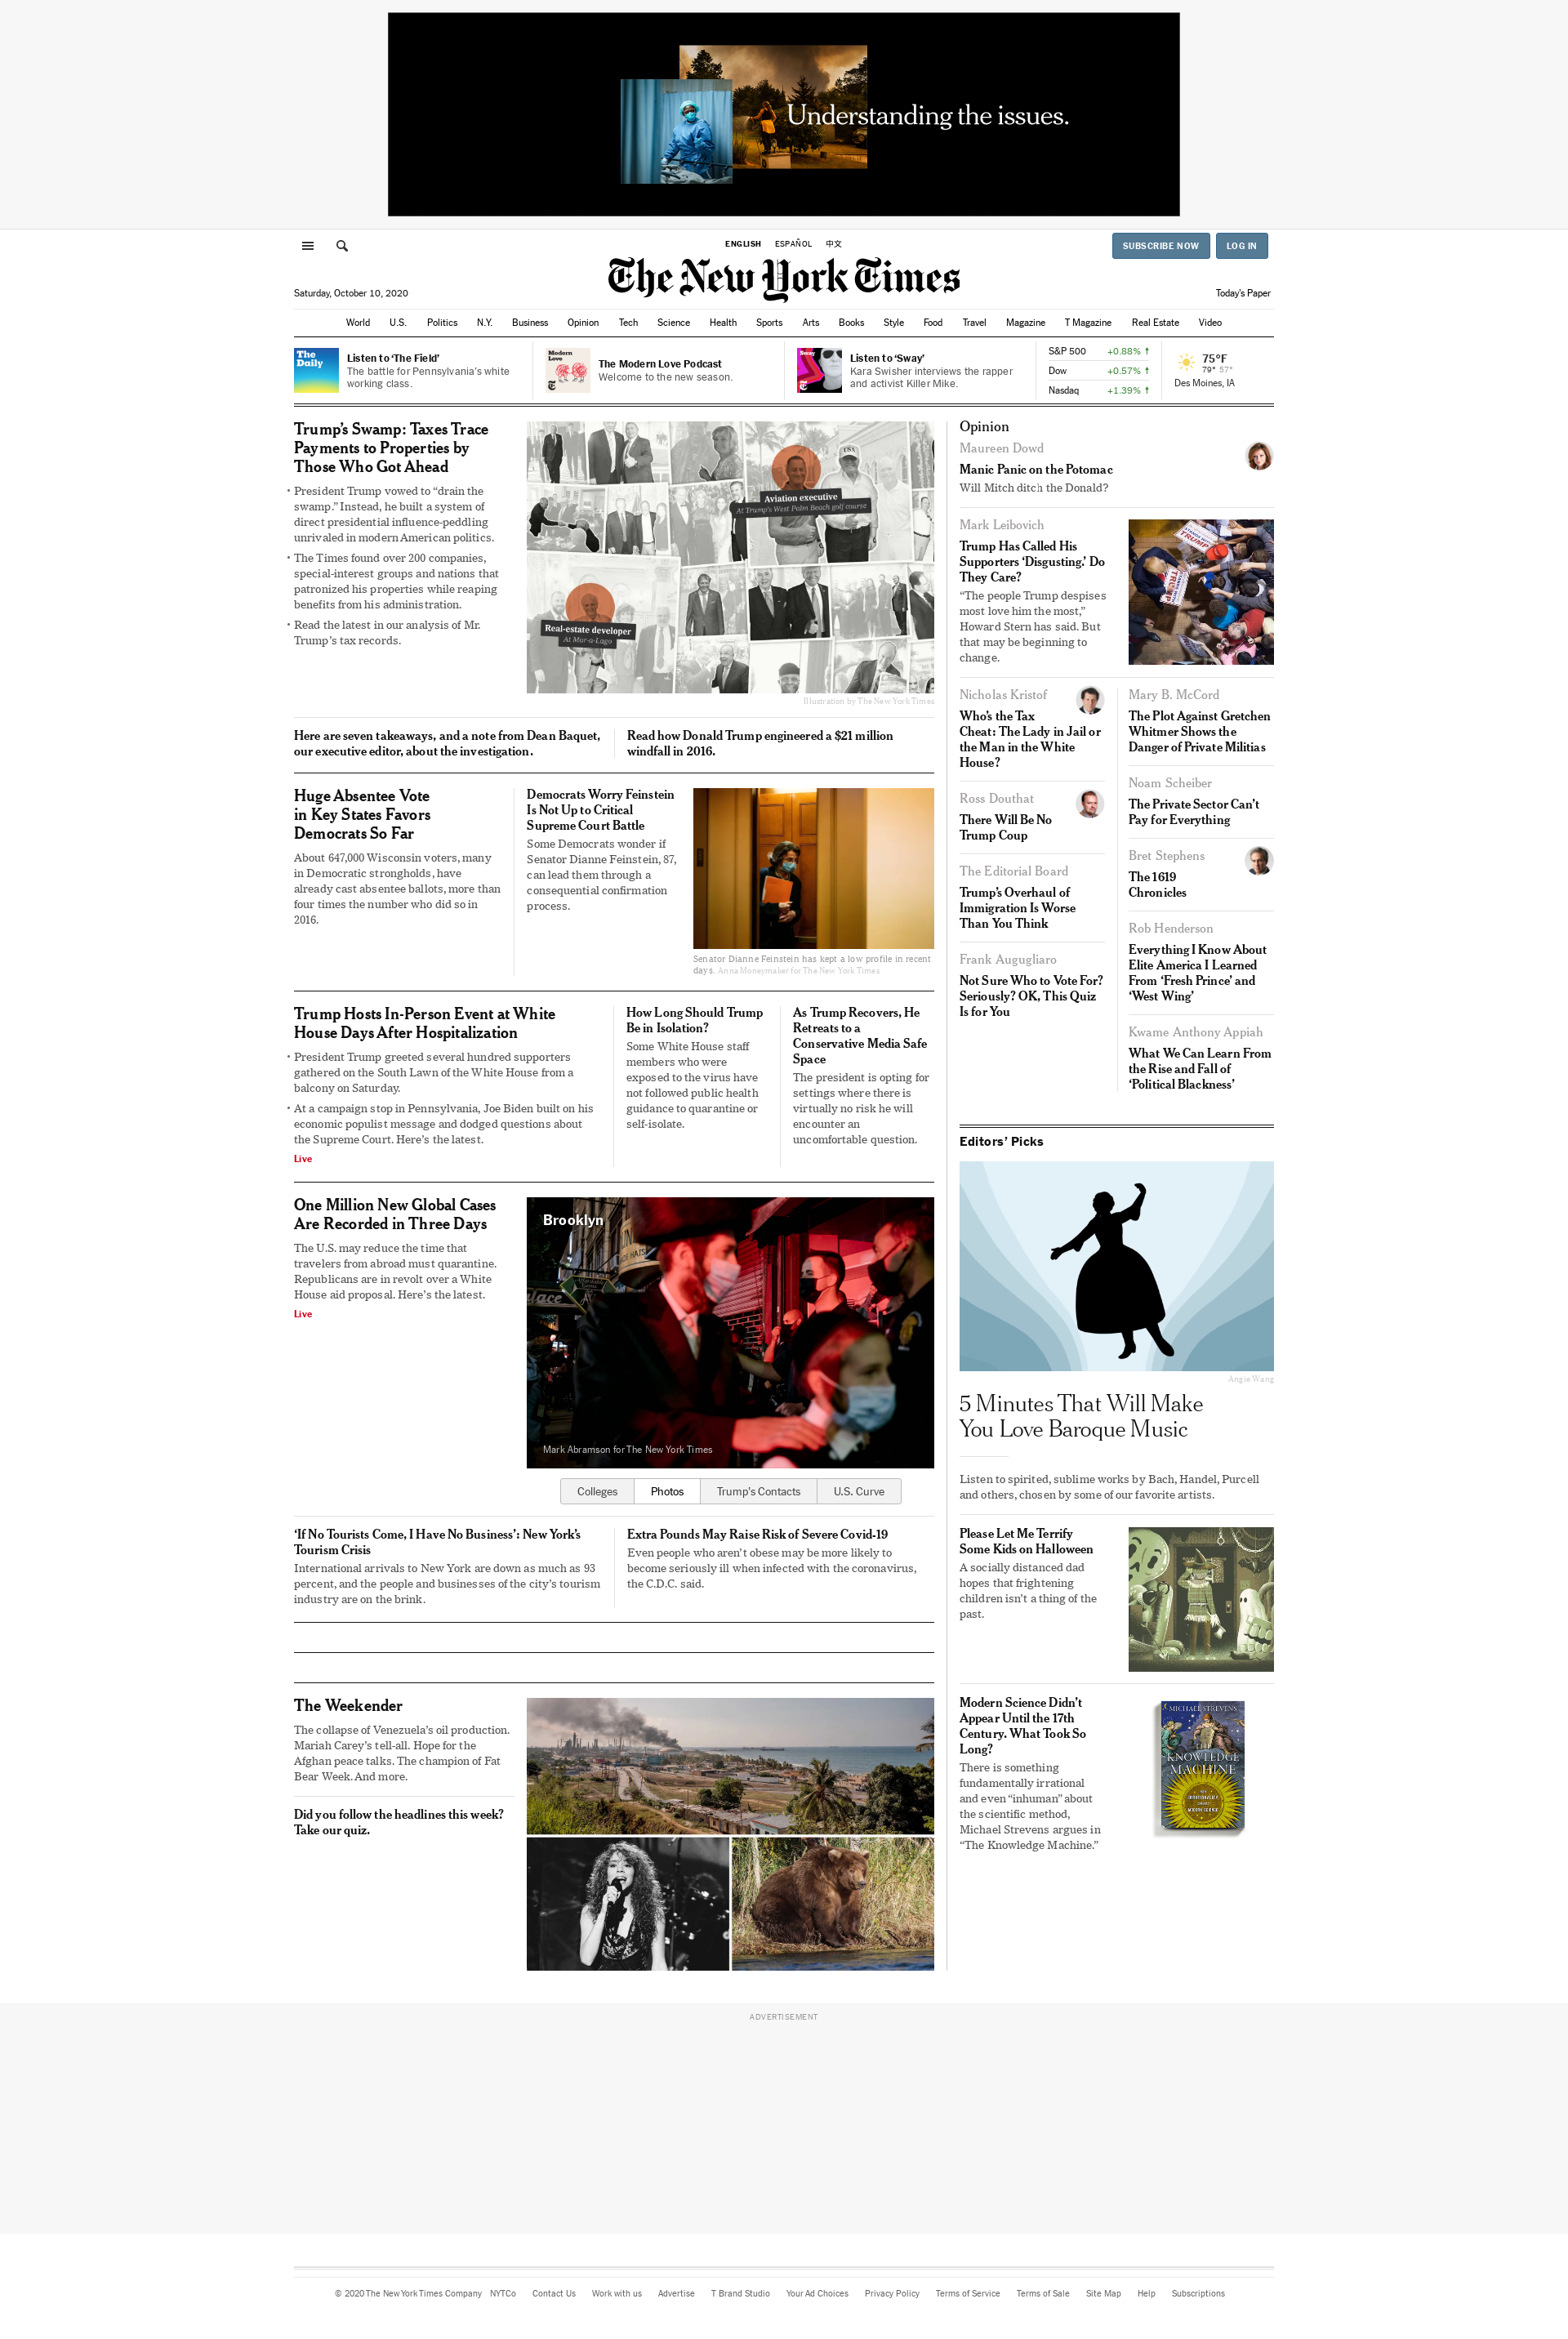 Understanding the issues.
ENGLISH ESPAÑOL 中文
SUBSCRIBE NOW LOG IN
The New York Times
Saturday, October 10, 2020
Today's Paper
World U.S. Politics N.Y. Business Opinion Tech Science Health Sports Arts Books Style Food Travel Magazine T Magazine Real Estate Video
The
Daily
Listen to ‘The Field’
The battle for Pennsylvania’s white
working class.
Modern
Love
The Modern Love Podcast
Welcome to the new season.
Sway
Listen to ‘Sway’
Kara Swisher interviews the rapper
and activist Killer Mike.
S&P 500 +0.88%
Dow +0.57%
Nasdaq +1.39%
75°F
79° 57°
Des Moines, IA
Trump’s Swamp: Taxes Trace
Payments to Properties by
Those Who Got Ahead
• President Trump vowed to “drain the
swamp.” Instead, he built a system of
direct presidential influence-peddling
unrivaled in modern American politics.
• The Times found over 200 companies,
special-interest groups and nations that
patronized his properties while reaping
benefits from his administration.
• Read the latest in our analysis of Mr.
Trump’s tax records.
USA
Aviation executive
At Trump's West Palm Beach golf course
Real-estate developer
At Mar-a-Lago
Illustration by The New York Times
Here are seven takeaways, and a note from Dean Baquet,
our executive editor, about the investigation.
Read how Donald Trump engineered a $21 million
windfall in 2016.
Huge Absentee Vote
in Key States Favors
Democrats So Far
About 647,000 Wisconsin voters, many
in Democratic strongholds, have
already cast absentee ballots, more than
four times the number who did so in
2016.
Democrats Worry Feinstein
Is Not Up to Critical
Supreme Court Battle
Some Democrats wonder if
Senator Dianne Feinstein, 87,
can lead them through a
consequential confirmation
process.
Senator Dianne Feinstein has kept a low profile in recent
days. Anna Moneymaker for The New York Times
Trump Hosts In-Person Event at White
House Days After Hospitalization
• President Trump greeted several hundred supporters
gathered on the South Lawn of the White House from a
balcony on Saturday.
• At a campaign stop in Pennsylvania, Joe Biden built on his
economic populist message and dodged questions about
the Supreme Court. Here’s the latest.
Live
How Long Should Trump
Be in Isolation?
Some White House staff
members who were
exposed to the virus have
not followed public health
guidance to quarantine or
self-isolate.
As Trump Recovers, He
Retreats to a
Conservative Media Safe
Space
The president is opting for
settings where there is
virtually no risk he will
encounter an
uncomfortable question.
One Million New Global Cases
Are Recorded in Three Days
The U.S. may reduce the time that
travelers from abroad must quarantine.
Republicans are in revolt over a White
House aid proposal. Here’s the latest.
Live
Brooklyn
Mark Abramson for The New York Times
Colleges Photos Trump's Contacts U.S. Curve
‘If No Tourists Come, I Have No Business’: New York’s
Tourism Crisis
International arrivals to New York are down as much as 93
percent, and the people and businesses of the city’s tourism
industry are on the brink.
Extra Pounds May Raise Risk of Severe Covid-19
Even people who aren’t obese may be more likely to
become seriously ill when infected with the coronavirus,
the C.D.C. said.
The Weekender
The collapse of Venezuela’s oil production.
Mariah Carey’s tell-all. Hope for the
Afghan peace talks. The champion of Fat
Bear Week. And more.
Did you follow the headlines this week?
Take our quiz.
Opinion
Maureen Dowd
Manic Panic on the Potomac
Will Mitch ditch the Donald?
Mark Leibovich
Trump Has Called His
Supporters ‘Disgusting.’ Do
They Care?
“The people Trump despises
most love him the most,”
Howard Stern has said. But
that may be beginning to
change.
TRUMP
TRUMP
Nicholas Kristof
Who’s the Tax
Cheat: The Lady in Jail or
the Man in the White
House?
Ross Douthat
There Will Be No
Trump Coup
The Editorial Board
Trump’s Overhaul of
Immigration Is Worse
Than You Think
Frank Augugliaro
Not Sure Who to Vote For?
Seriously? OK, This Quiz
Is for You
Mary B. McCord
The Plot Against Gretchen
Whitmer Shows the
Danger of Private Militias
Noam Scheiber
The Private Sector Can’t
Pay for Everything
Bret Stephens
The 1619
Chronicles
Rob Henderson
Everything I Know About
Elite America I Learned
From ‘Fresh Prince’ and
‘West Wing’
Kwame Anthony Appiah
What We Can Learn From
the Rise and Fall of
‘Political Blackness’
Editors’ Picks
Angie Wang
5 Minutes That Will Make
You Love Baroque Music
Listen to spirited, sublime works by Bach, Handel, Purcell
and others, chosen by some of our favorite artists.
Please Let Me Terrify
Some Kids on Halloween
A socially distanced dad
hopes that frightening
children isn’t a thing of the
past.
Modern Science Didn’t
Appear Until the 17th
Century. What Took So
Long?
There is something
fundamentally irrational
and even “inhuman” about
the scientific method,
Michael Strevens argues in
“The Knowledge Machine.”
MICHAEL STREVENS
THE
KNOWLEDGE
MACHINE
ADVERTISEMENT
© 2020 The New York Times Company NYTCo Contact Us Work with us Advertise T Brand Studio Your Ad Choices Privacy Policy Terms of Service Terms of Sale Site Map Help Subscriptions